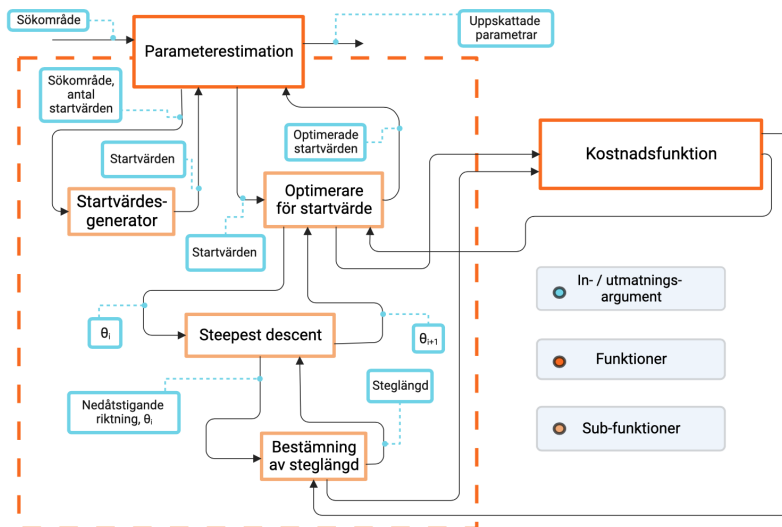 Sökområde
Parameterestimation
Uppskattade
parametrar
Sökområde,
antal
startvärden
Startvärden
Optimerade
startvärden
Kostnadsfunktion
Startvärdes-
generator
Optimerare
för startvärde
Startvärden
In- / utmatnings-
argument
θi
Steepest descent
θi+1
Funktioner
Nedåtstigande
riktning, θi
Steglängd
Sub-funktioner
Bestämning
av steglängd